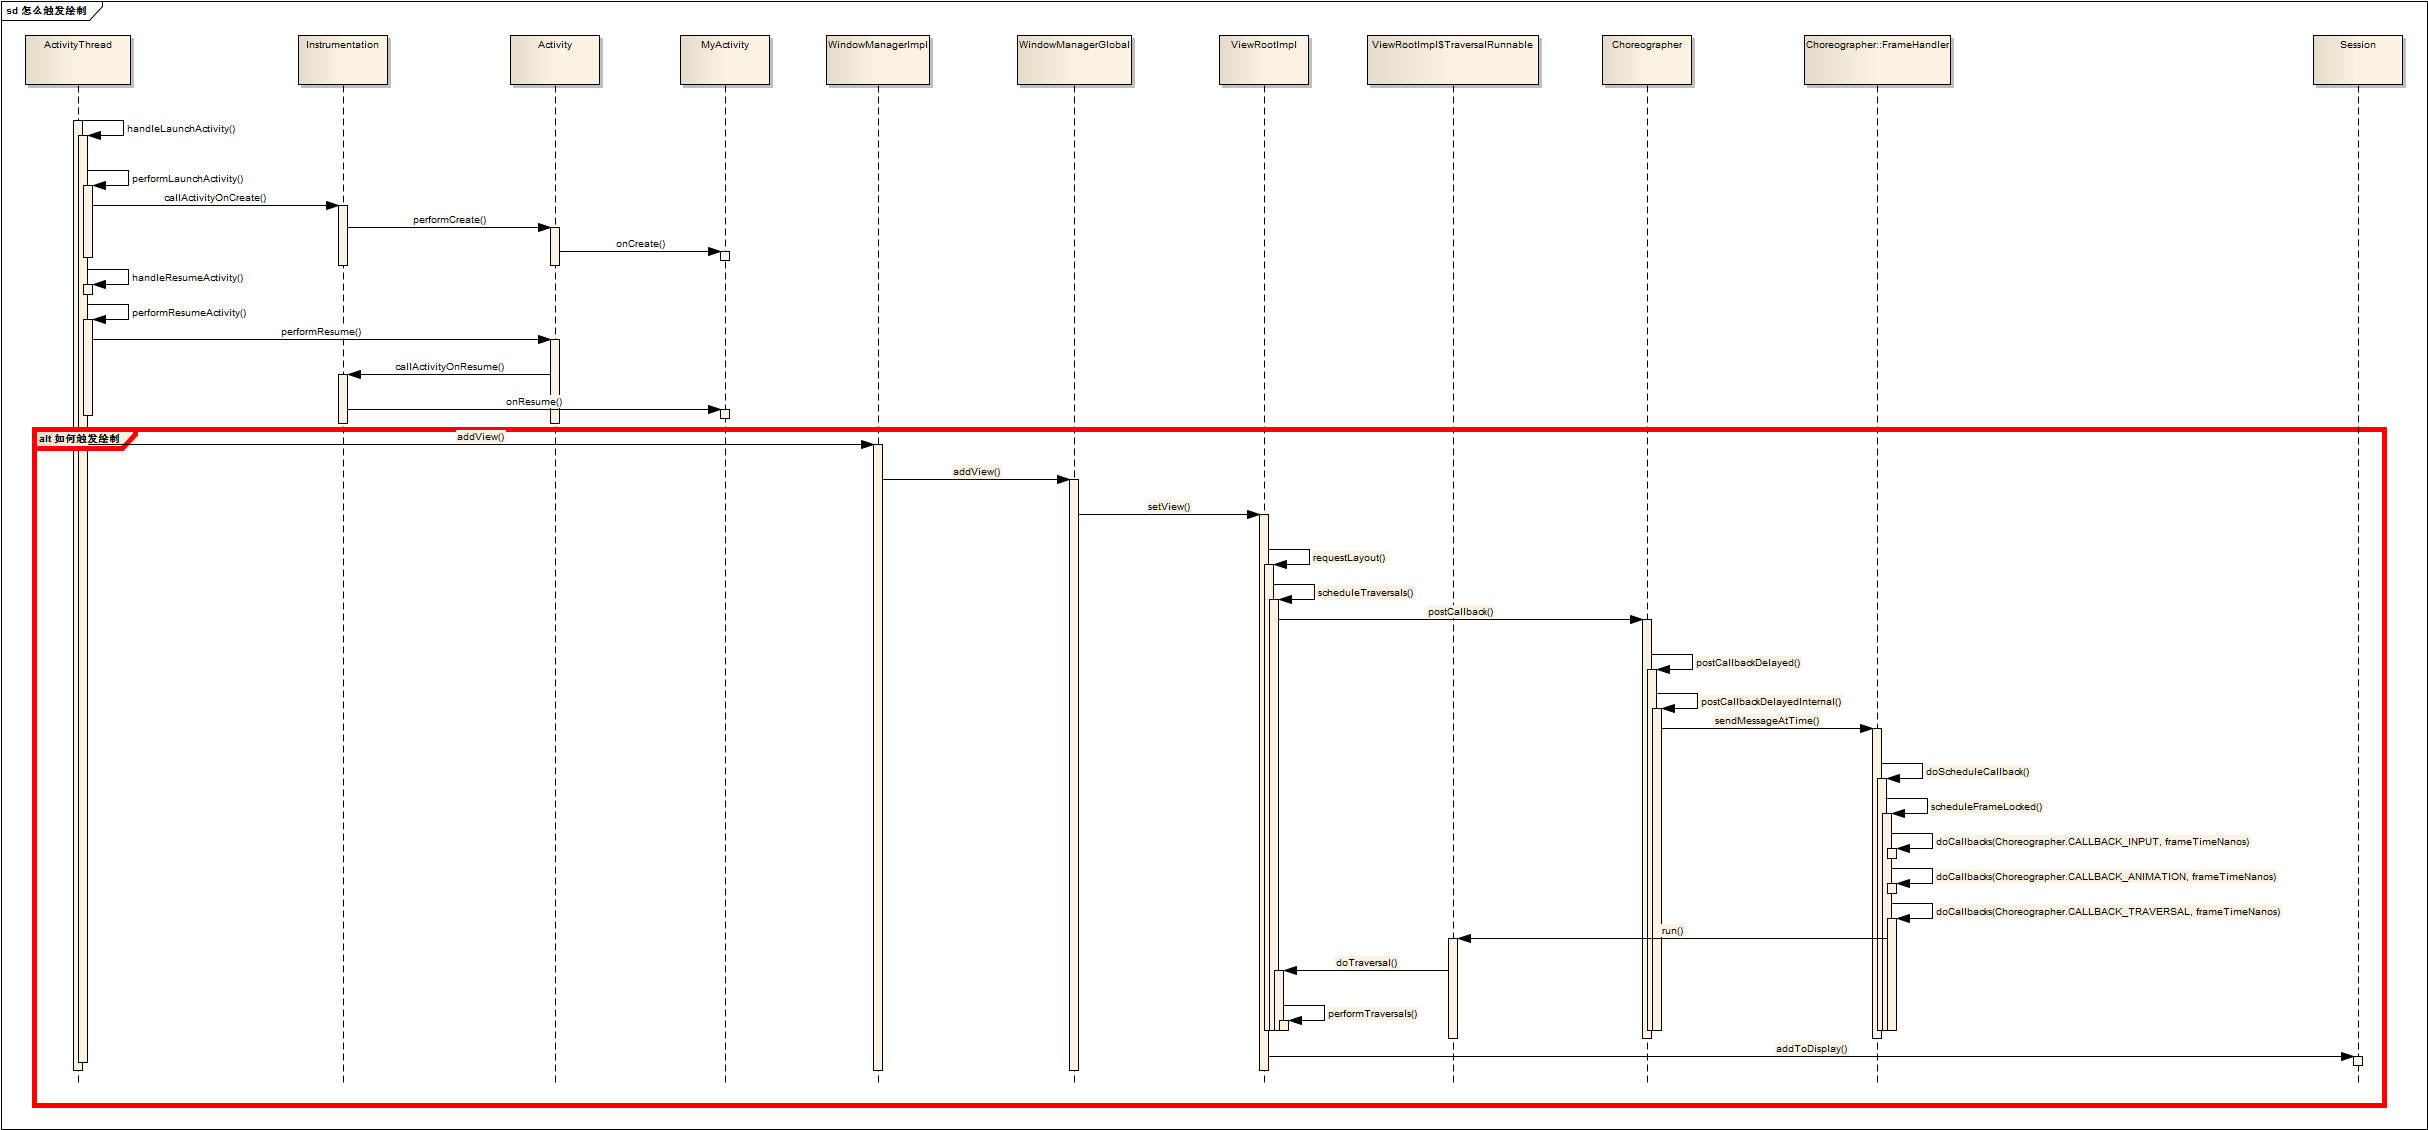 sd 怎么触发绘制
ActivityThread
Instrumentation
Activity
MyActivity
WindowManagerImpl
WindowManagerGlobal
ViewRootImpl
ViewRootImpl$TraversalRunnable
Choreographer
Choreographer::FrameHandler
Session
handleLaunchActivity()
performLaunchActivity()
callActivityOnCreate()
performCreate()
onCreate()
handleResumeActivity()
performResumeActivity()
performResume()
callActivityOnResume()
onResume()
alt 如何触发绘制
addView()
addView()
setView()
requestLayout()
scheduleTraversals()
postCallback()
postCallbackDelayed()
postCallbackDelayedInternal()
sendMessageAtTime()
doScheduleCallback()
scheduleFrameLocked()
doCallbacks(Choreographer.CALLBACK_INPUT, frameTimeNanos)
doCallbacks(Choreographer.CALLBACK_ANIMATION, frameTimeNanos)
doCallbacks(Choreographer.CALLBACK_TRAVERSAL, frameTimeNanos)
run()
doTraversal()
performTraversals()
addToDisplay()